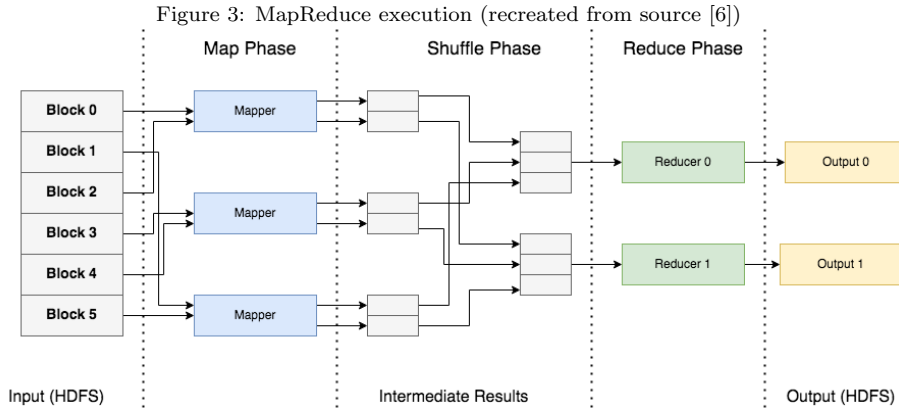 Figure 3: MapReduce execution (recreated from source [6])
Map Phase
Shuffle Phase
Reduce Phase
Block 0
Block 1
Block 2
Block 3
Block 4
Block 5
Mapper
Mapper
Mapper
Reducer 0
Reducer 1
Output 0
Output 1
Input (HDFS)
Intermediate Results
Output (HDFS)